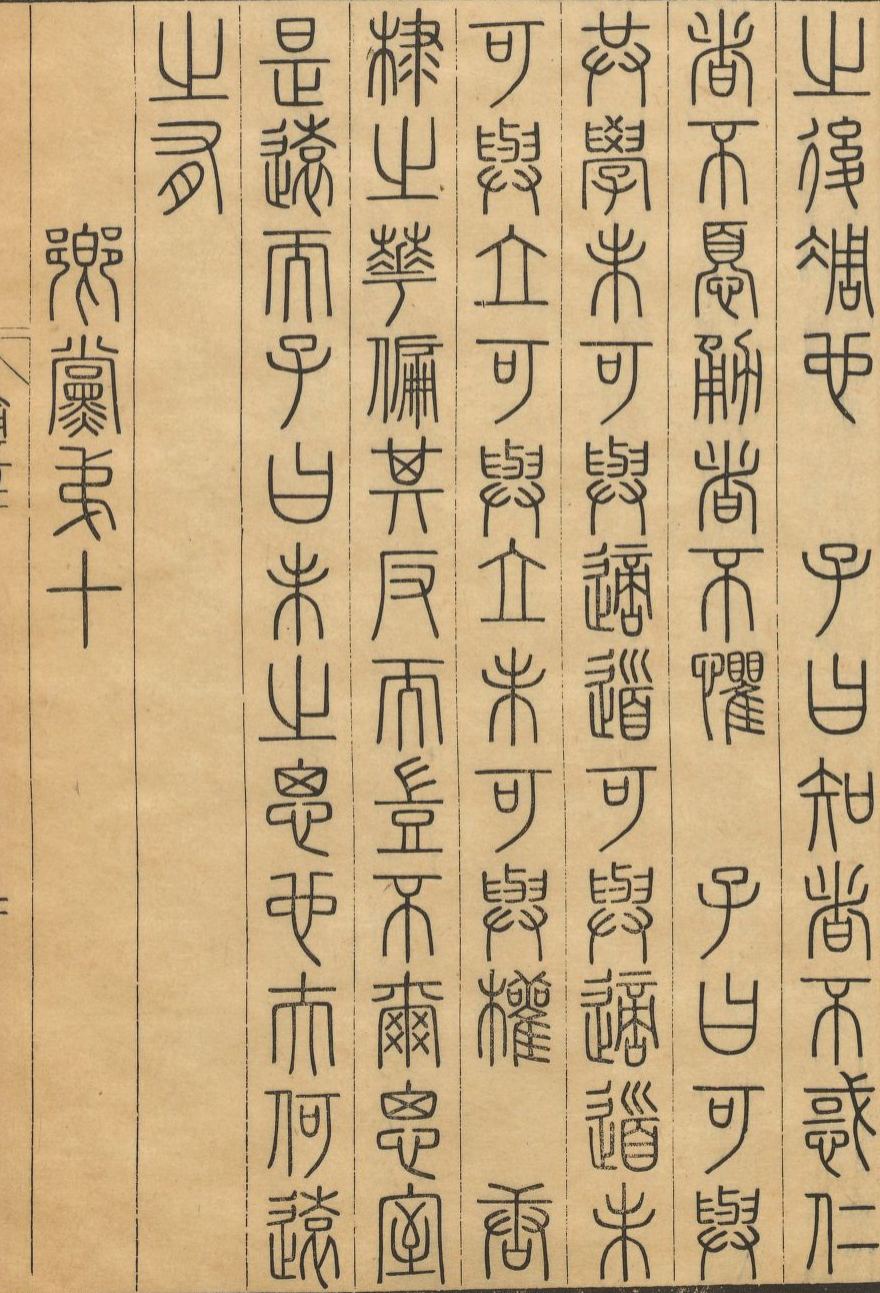 之後凋也　子曰知者不惑仁
者不憂勇者不懼　子曰可與
共學未可與適道可與適道未
可與立可與立未可與權　唐
棣之華偏其反而豈不爾思室
是遠而子曰未之思也夫何遠
之有
鄉黨弟十